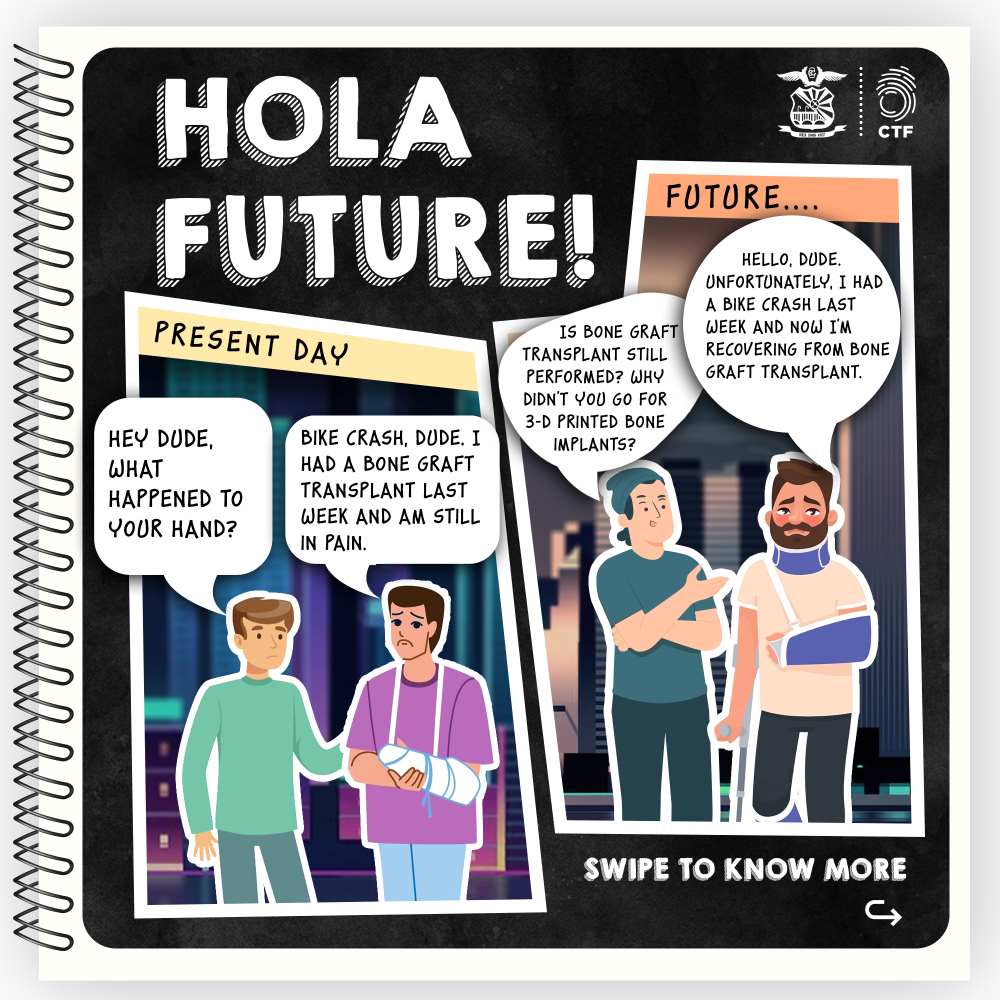 HOLA
FUTURE!
CTF
PRESENT DAY
HEY DUDE,
WHAT
HAPPENED TO
YOUR HAND?
BIKE CRASH, DUDE. I
HAD A BONE GRAFT
TRANSPLANT LAST
WEEK AND AM STILL
IN PAIN.
FUTURE....
HELLO, DUDE.
UNFORTUNATELY, I HAD
A BIKE CRASH LAST
WEEK AND NOW I'M
RECOVERING FROM BONE
GRAFT TRANSPLANT.
IS BONE GRAFT
TRANSPLANT STILL
PERFORMED? WHY
DIDN'T YOU GO FOR
3-D PRINTED BONE
IMPLANTS?
SWIPE TO KNOW MORE